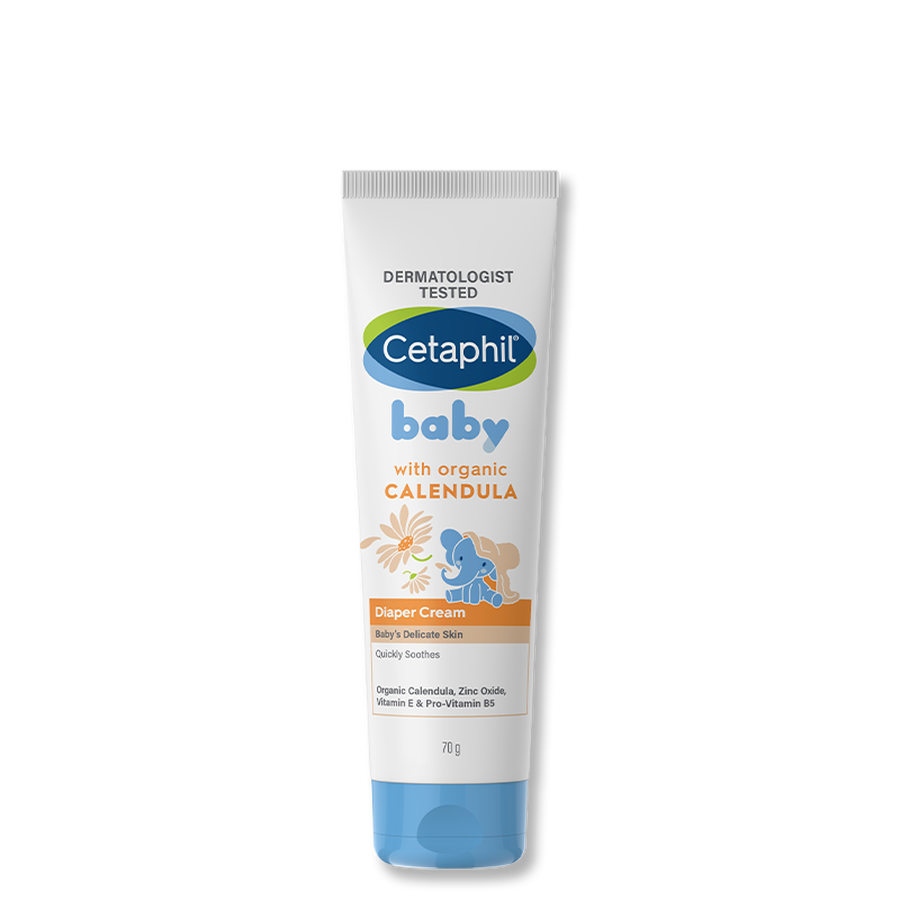 DERMATOLOGIST
TESTED
Cetaphil®
baby
with organic
CALENDULA
Diaper Cream
Baby's Delicate Skin
Quickly Soothes
Organic Calendula, Zinc Oxide,
Vitamin E & Pro-Vitamin B5
70 g